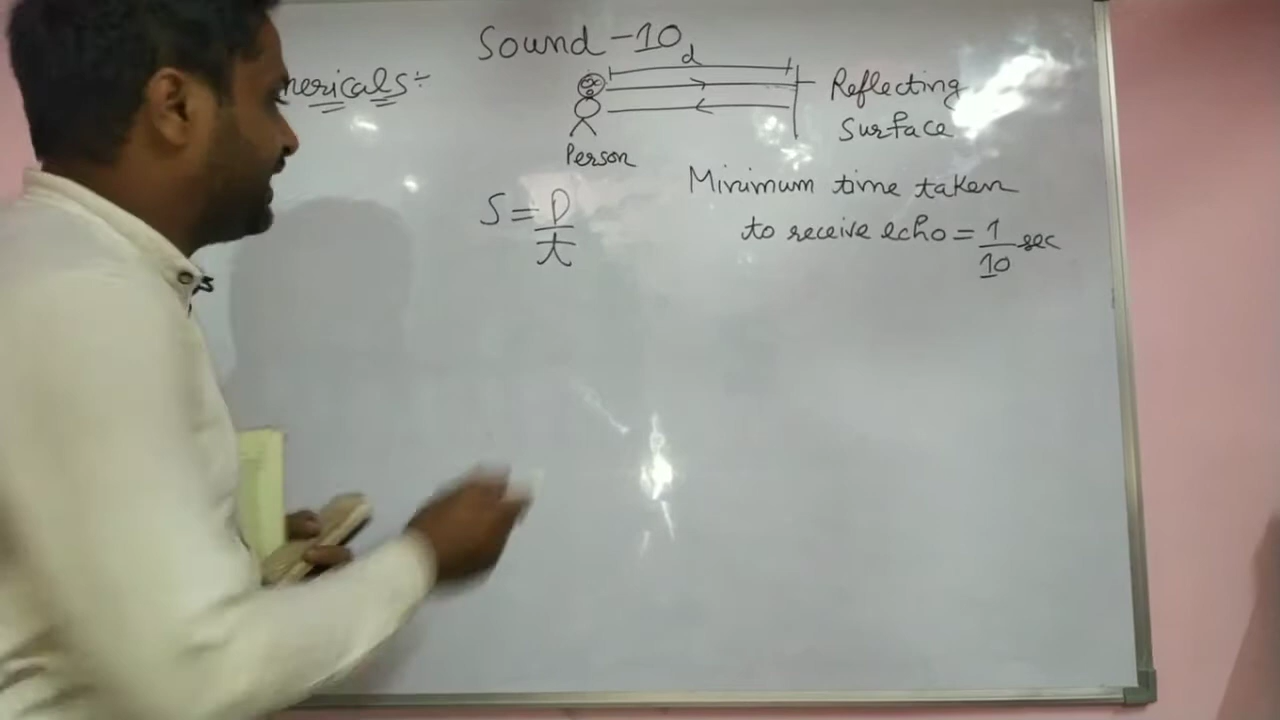 Sound - 10
nericals ÷
d
Reflecting
Surface
Person
Minimum time taken
to receive echo = 1/10 sec
S = D/t